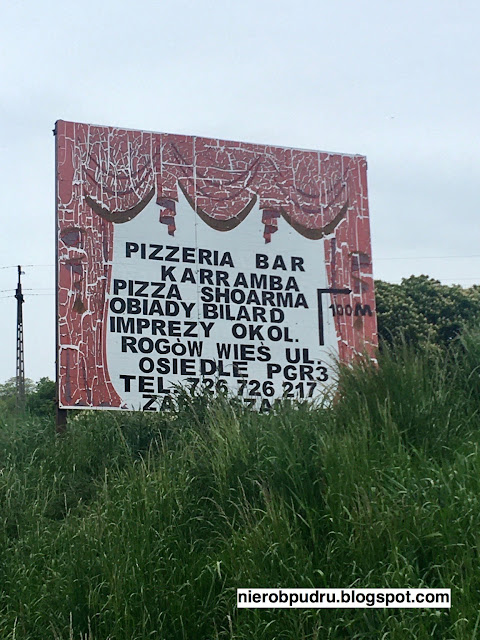 PIZZERIA BAR
KARRAMBA
PIZZA SHOARMA
OBIADY BILARD
IMPREZY OKOL.
100M
ROGÒW WIEŚ UL.
OSIEDLE PGR3
TEL. 726 726 217
nierobpudru.blogspot.com